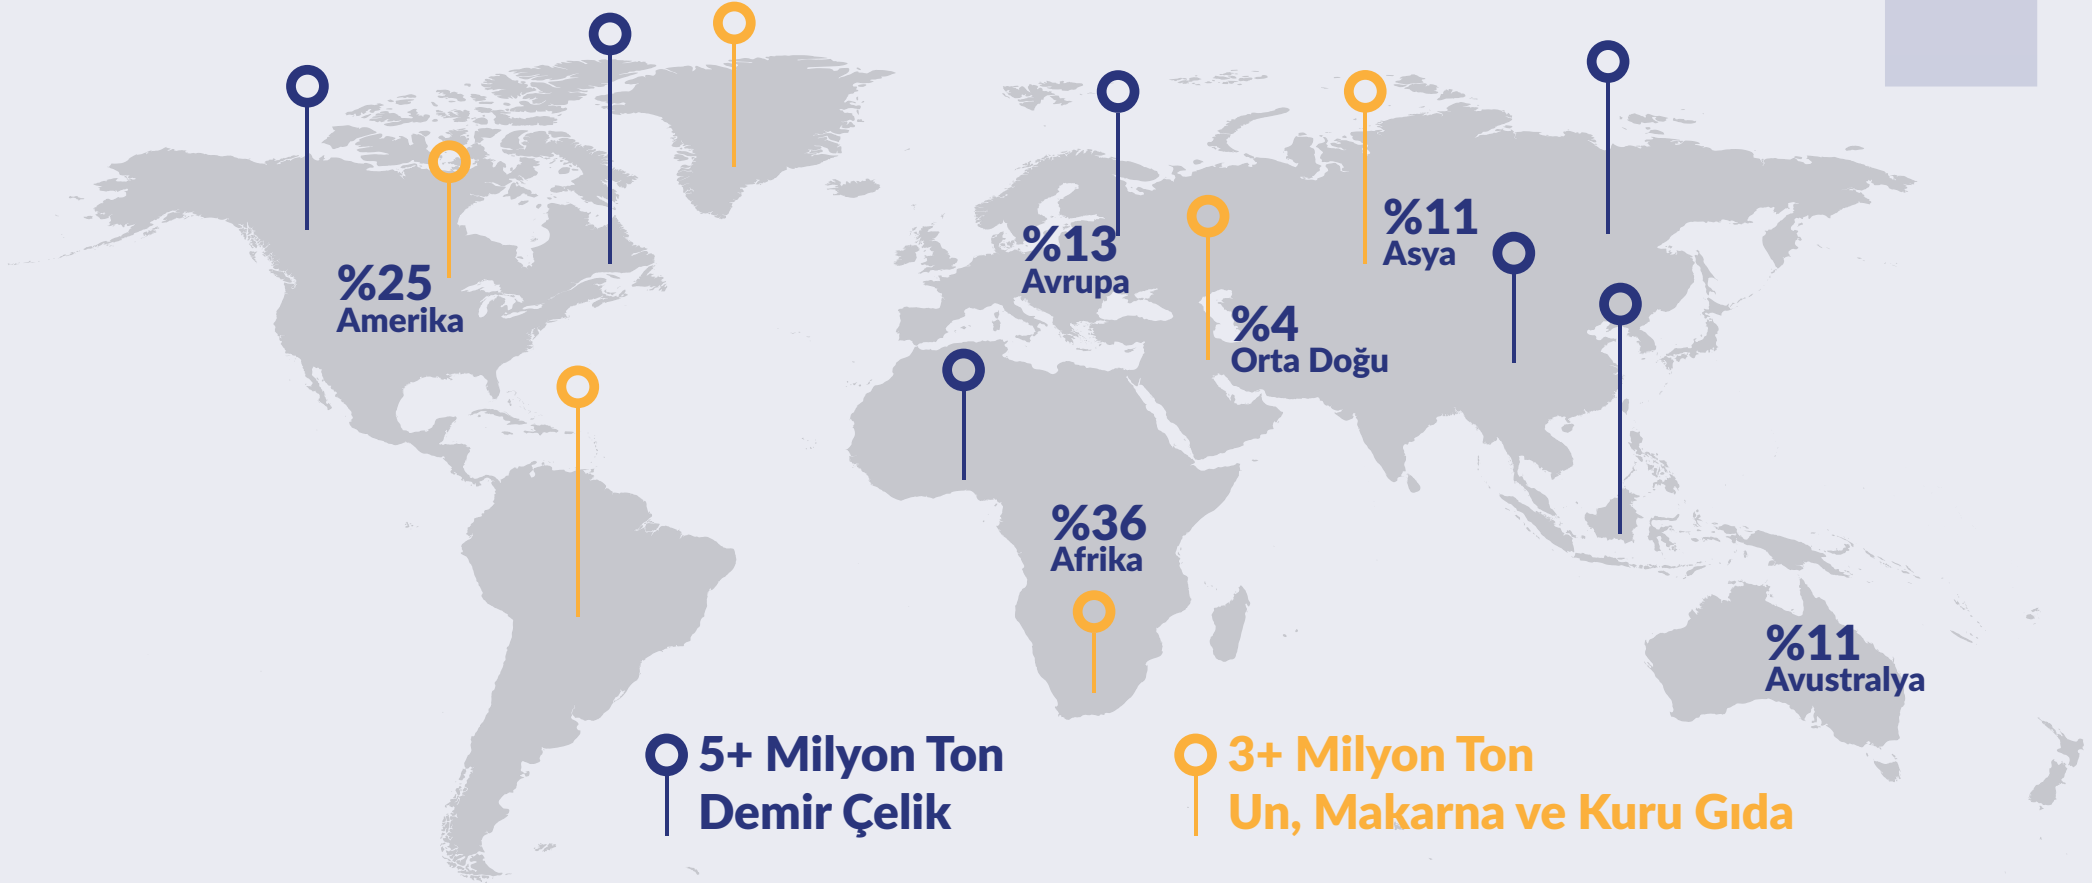 %25
Amerika
%13
Avrupa
%11
Asya
%4
Orta Doğu
%36
Afrika
%11
Avustralya
5+ Milyon Ton
Demir Çelik
3+ Milyon Ton
Un, Makarna ve Kuru Gıda